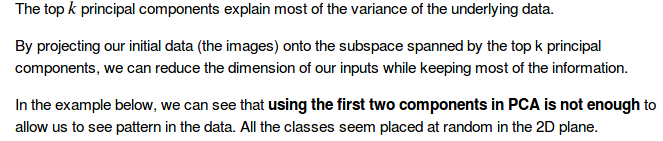 The top k principal components explain most of the variance of the underlying data.
By projecting our initial data (the images) onto the subspace spanned by the top k principal
components, we can reduce the dimension of our inputs while keeping most of the information.
In the example below, we can see that using the first two components in PCA is not enough to
allow us to see pattern in the data. All the classes seem placed at random in the 2D plane.